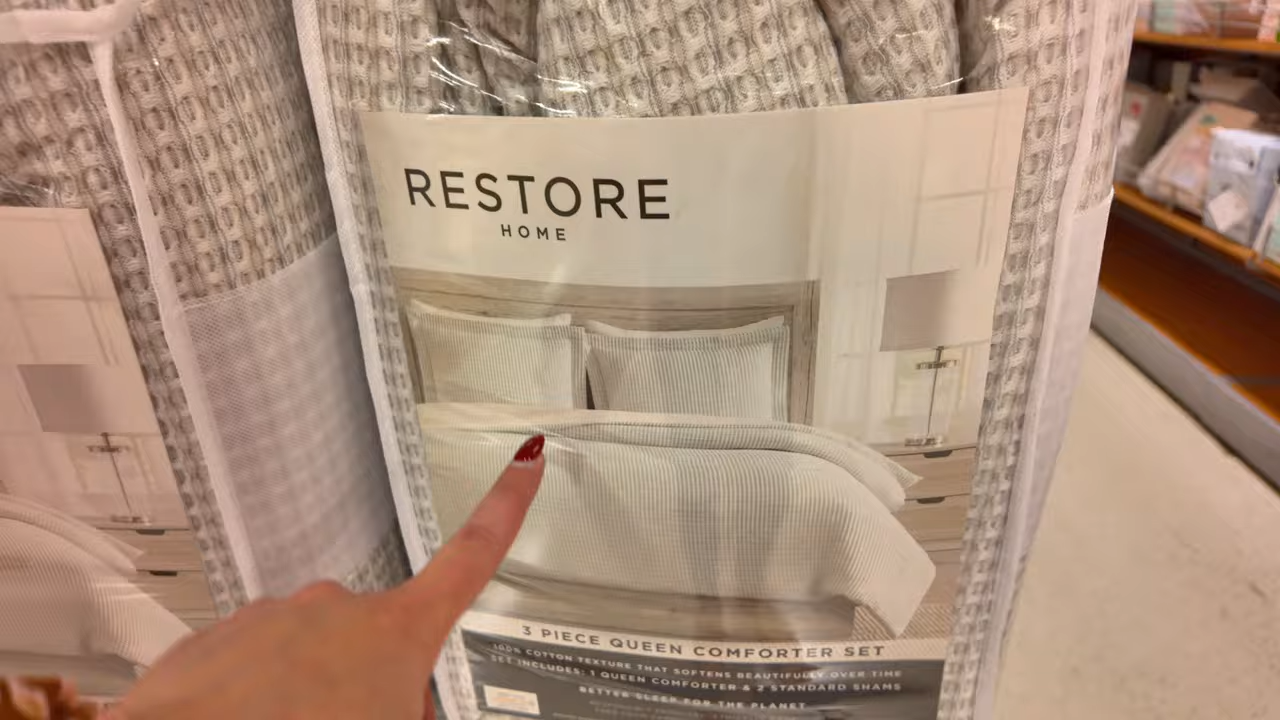 RESTORE
HOME
3 PIECE QUEEN COMFORTER SET
100% COTTON TEXTURE THAT SOFTENS BEAUTIFULLY OVER TIME
SET INCLUDES: 1 QUEEN COMFORTER & 2 STANDARD SHAMS
BETTER SLEEP FOR THE PLANET